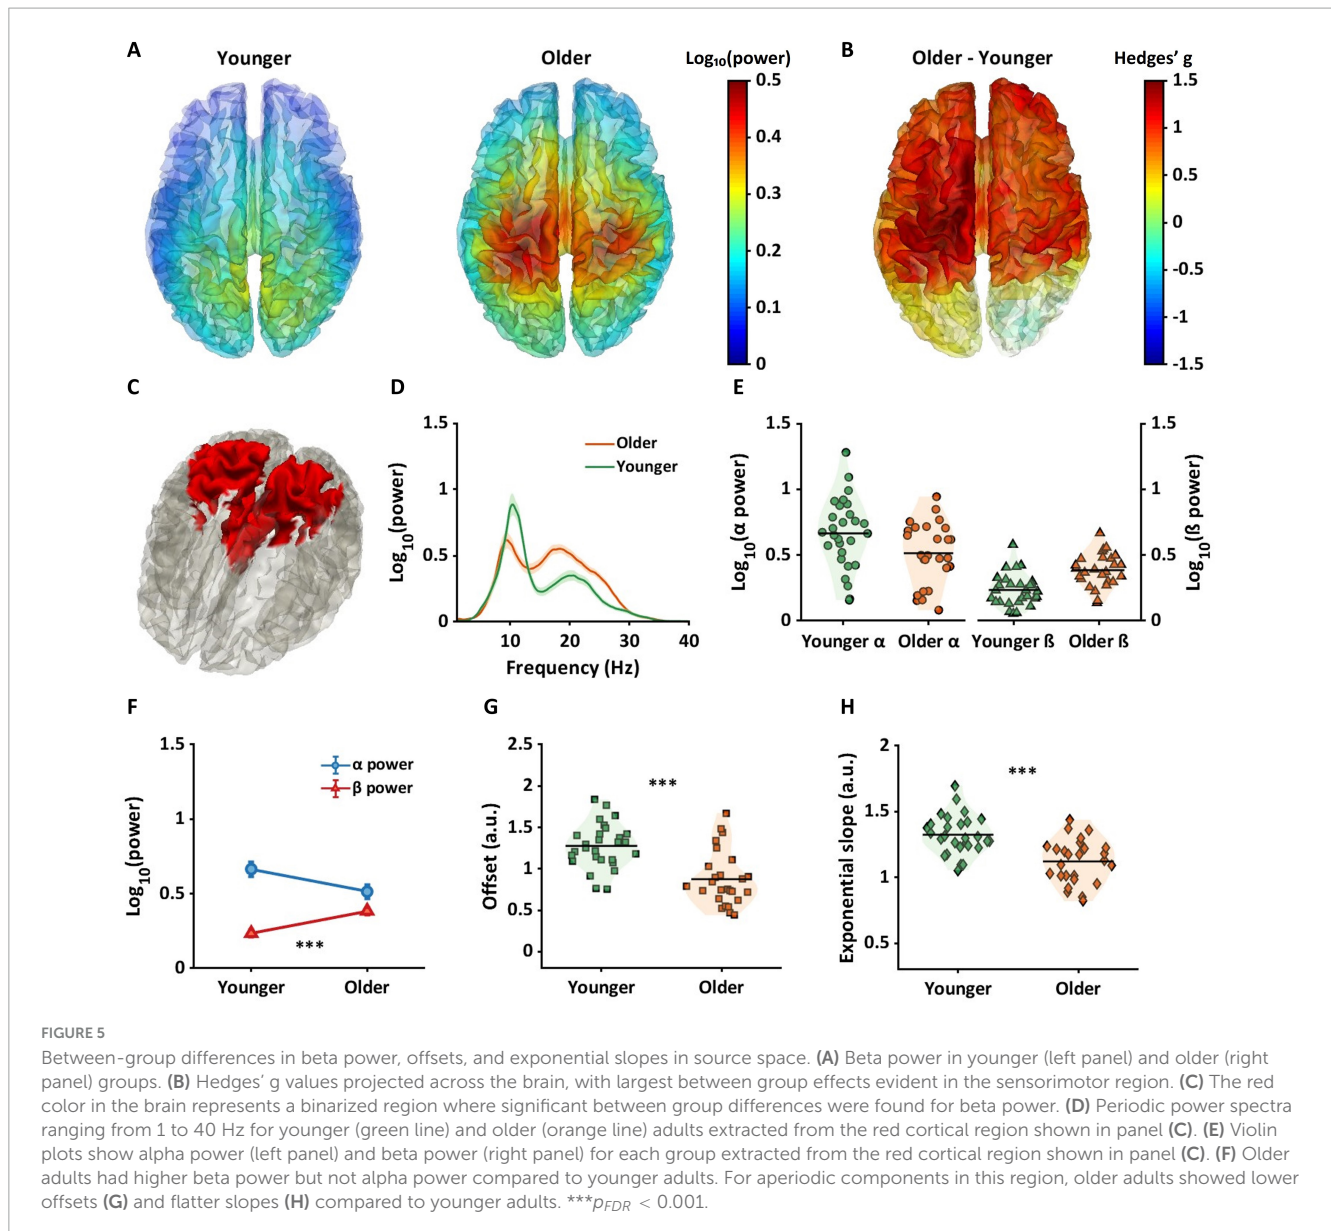 A
Younger
Older
Log₁₀(power)
0.5
0.4
0.3
0.2
0.1
0
B
Older - Younger
Hedges' g
1.5
1
0.5
0
-0.5
-1
-1.5
C
D
1.5
1
0.5
0
Log₁₀(power)
Older
Younger
10
20
30
40
Frequency (Hz)
E
1.5
1
0.5
0
Log₁₀(α power)
Younger α
Older α
Younger ß
Older ß
1.5
1
0.5
0
Log₁₀(ß power)
F
1.5
1
0.5
0
Log₁₀(power)
α power
β power
***
Younger
Older
G
2.5
2
1.5
1
0.5
0
Offset (a.u.)
***
Younger
Older
H
2
1.5
1
0.5
Exponential slope (a.u.)
***
Younger
Older
FIGURE 5
Between-group differences in beta power, offsets, and exponential slopes in source space. (A) Beta power in younger (left panel) and older (right
panel) groups. (B) Hedges' g values projected across the brain, with largest between group effects evident in the sensorimotor region. (C) The red
color in the brain represents a binarized region where significant between group differences were found for beta power. (D) Periodic power spectra
ranging from 1 to 40 Hz for younger (green line) and older (orange line) adults extracted from the red cortical region shown in panel (C). (E) Violin
plots show alpha power (left panel) and beta power (right panel) for each group extracted from the red cortical region shown in panel (C). (F) Older
adults had higher beta power but not alpha power compared to younger adults. For aperiodic components in this region, older adults showed lower
offsets (G) and flatter slopes (H) compared to younger adults. ***pFDR < 0.001.